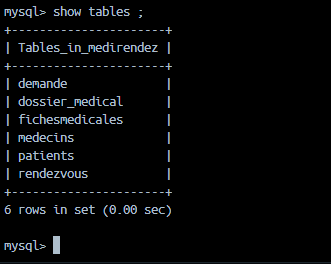 mysql> show tables ;
+----------------------+
| Tables_in_medirendez |
+----------------------+
| demande              |
| dossier_medical      |
| fichesmedicales      |
| medecins             |
| patients             |
| rendezvous           |
+----------------------+
6 rows in set (0.00 sec)
mysql>